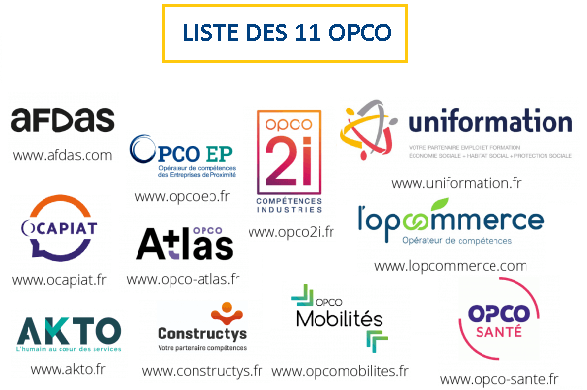 LISTE DES 11 OPCO
aFDas
www.afdas.com
OPCO EP
Opérateur de compétences
des Entreprises de Proximité
www.opcoep.fr
opco
2i
COMPÉTENCES
INDUSTRIES
www.opco2i.fr
uniformation
VOTRE PARTENAIRE EMPLOI ET FORMATION
ÉCONOMIE SOCIALE + HABITAT SOCIAL + PROTECTION SOCIALE
www.uniformation.fr
OCAPIAT
www.ocapiat.fr
OPCO
Atlas
www.opco-atlas.fr
l'opcommerce
Opérateur de compétences
www.lopcommerce.com
AKTO
L'humain au cœur des services
www.akto.fr
Constructys
Votre partenaire compétences
www.constructys.fr
OPCO
Mobilités
www.opcomobilites.fr
OPCO
SANTÉ
www.opco-sante.fr